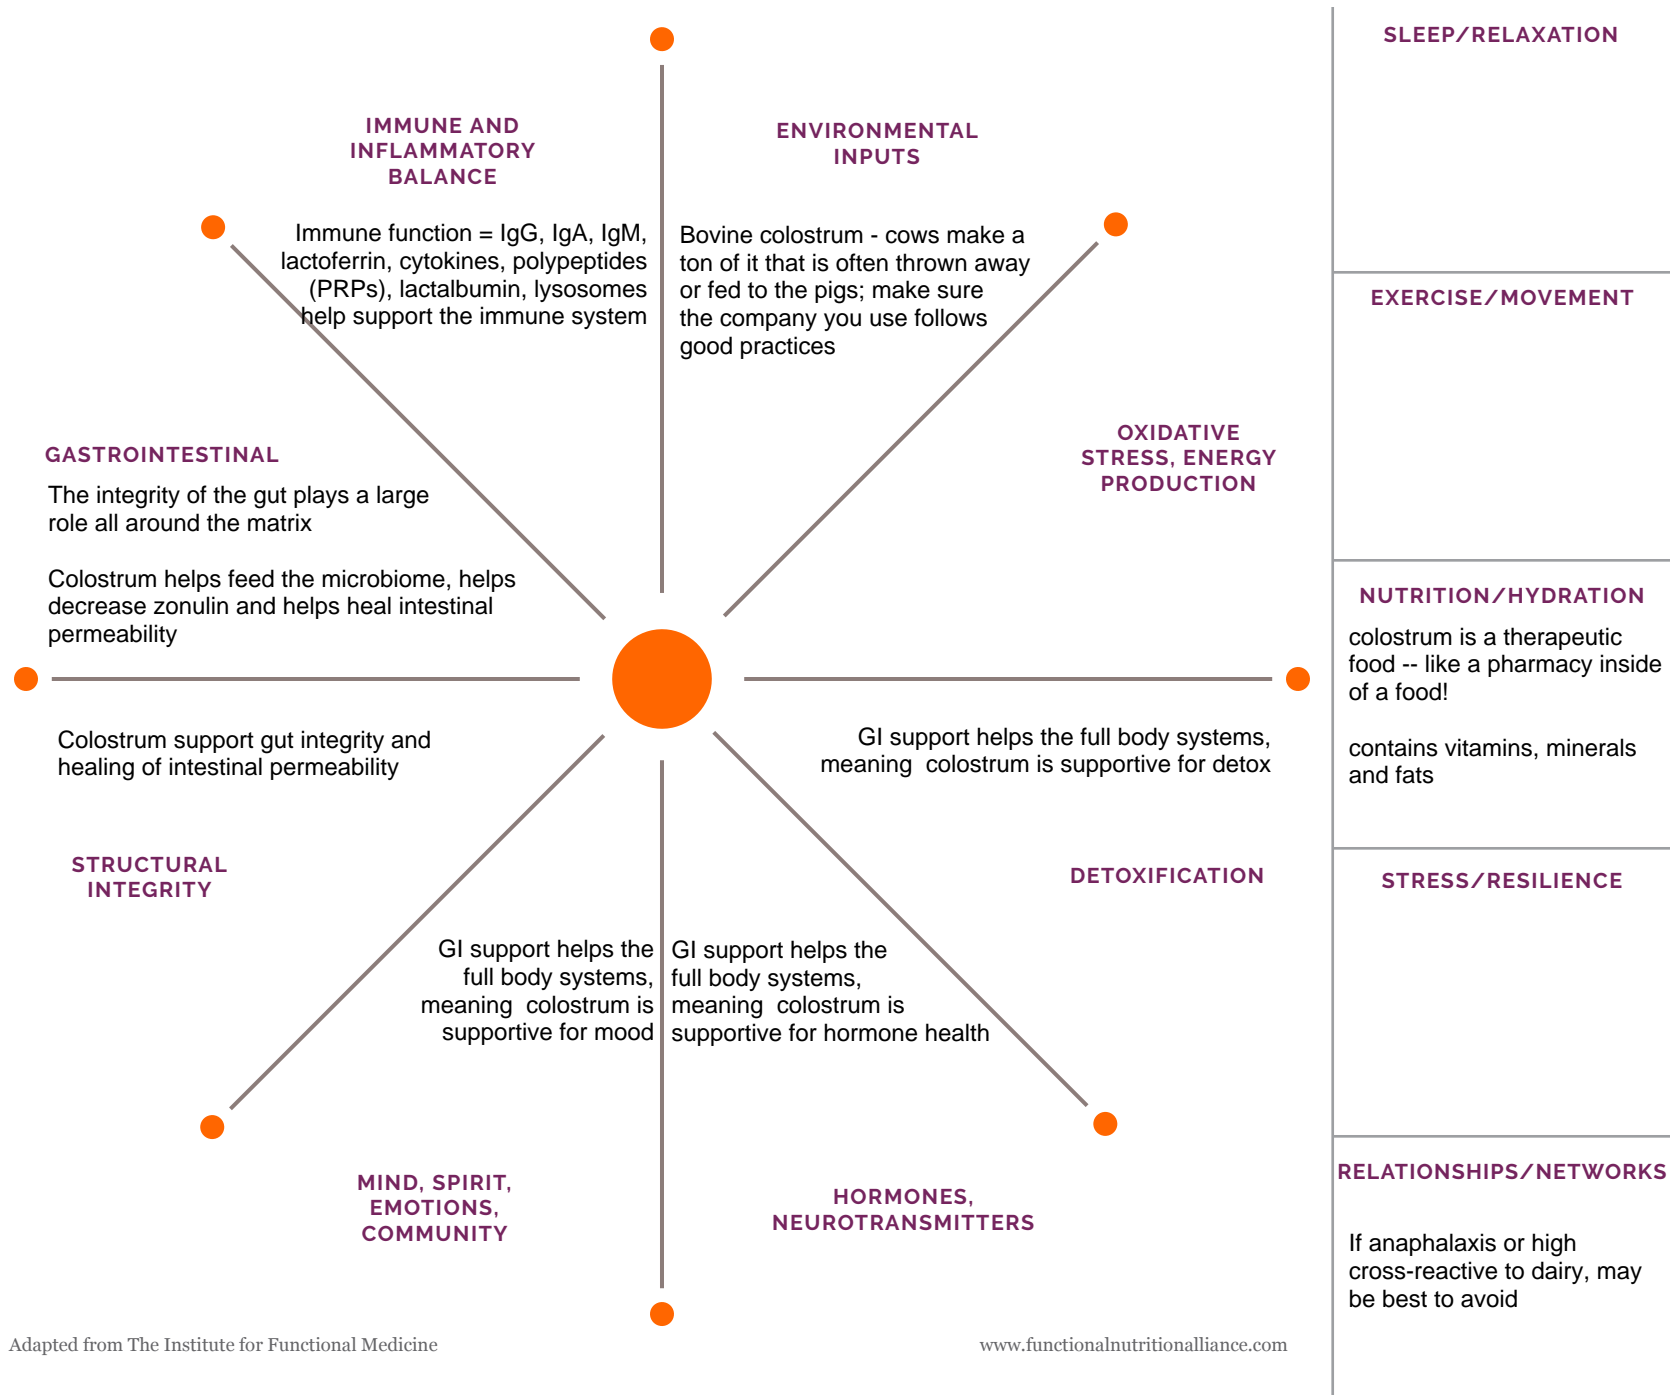 IMMUNE AND
INFLAMMATORY
BALANCE
Immune function = IgG, IgA, IgM,
lactoferrin, cytokines, polypeptides
(PRPs), lactalbumin, lysosomes
help support the immune system
ENVIRONMENTAL
INPUTS
Bovine colostrum - cows make a
ton of it that is often thrown away
or fed to the pigs; make sure
the company you use follows
good practices
OXIDATIVE
STRESS, ENERGY
PRODUCTION
GASTROINTESTINAL
The integrity of the gut plays a large
role all around the matrix
Colostrum helps feed the microbiome, helps
decrease zonulin and helps heal intestinal
permeability
Colostrum support gut integrity and
healing of intestinal permeability
STRUCTURAL
INTEGRITY
GI support helps the full body systems,
meaning  colostrum is supportive for detox
DETOXIFICATION
GI support helps the
full body systems,
meaning  colostrum is
supportive for mood
MIND, SPIRIT,
EMOTIONS,
COMMUNITY
GI support helps the
full body systems,
meaning  colostrum is
supportive for hormone health
HORMONES,
NEUROTRANSMITTERS
SLEEP/RELAXATION
EXERCISE/MOVEMENT
NUTRITION/HYDRATION
colostrum is a therapeutic
food -- like a pharmacy inside
of a food!
contains vitamins, minerals
and fats
STRESS/RESILIENCE
RELATIONSHIPS/NETWORKS
If anaphalaxis or high
cross-reactive to dairy, may
be best to avoid
Adapted from The Institute for Functional Medicine
www.functionalnutritionalliance.com